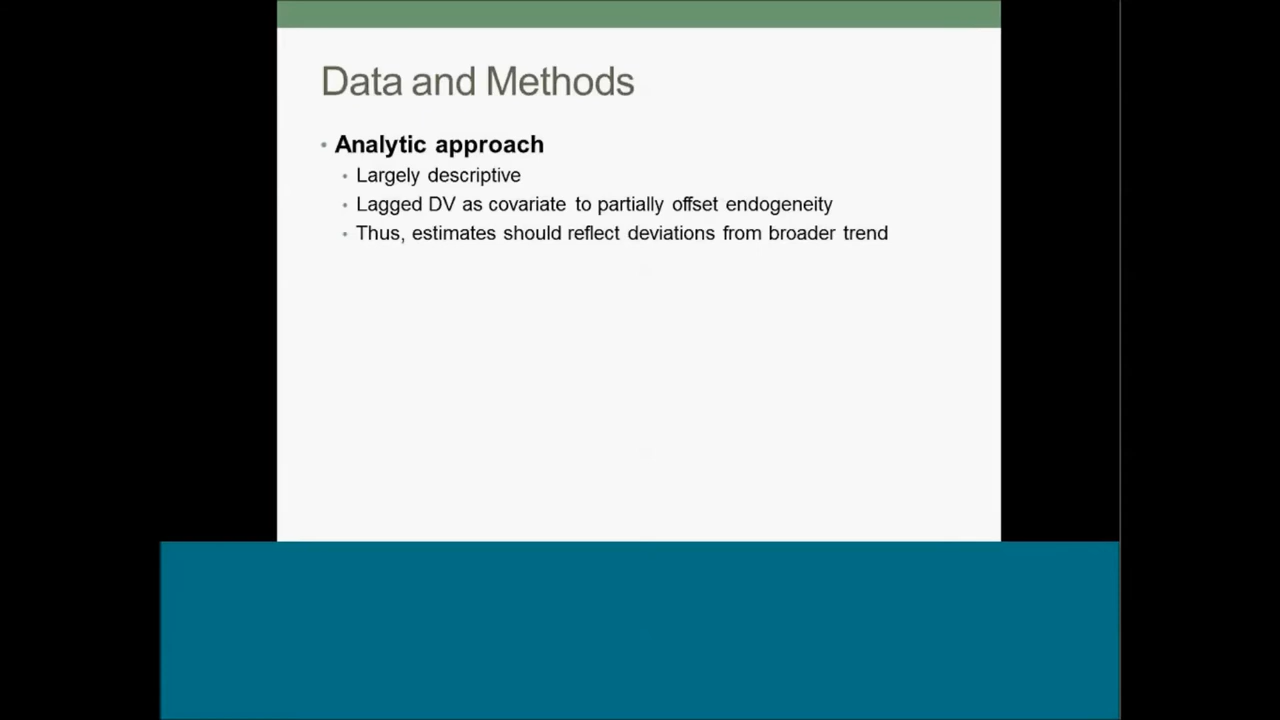 Data and Methods
• Analytic approach
• Largely descriptive
• Lagged DV as covariate to partially offset endogeneity
• Thus, estimates should reflect deviations from broader trend